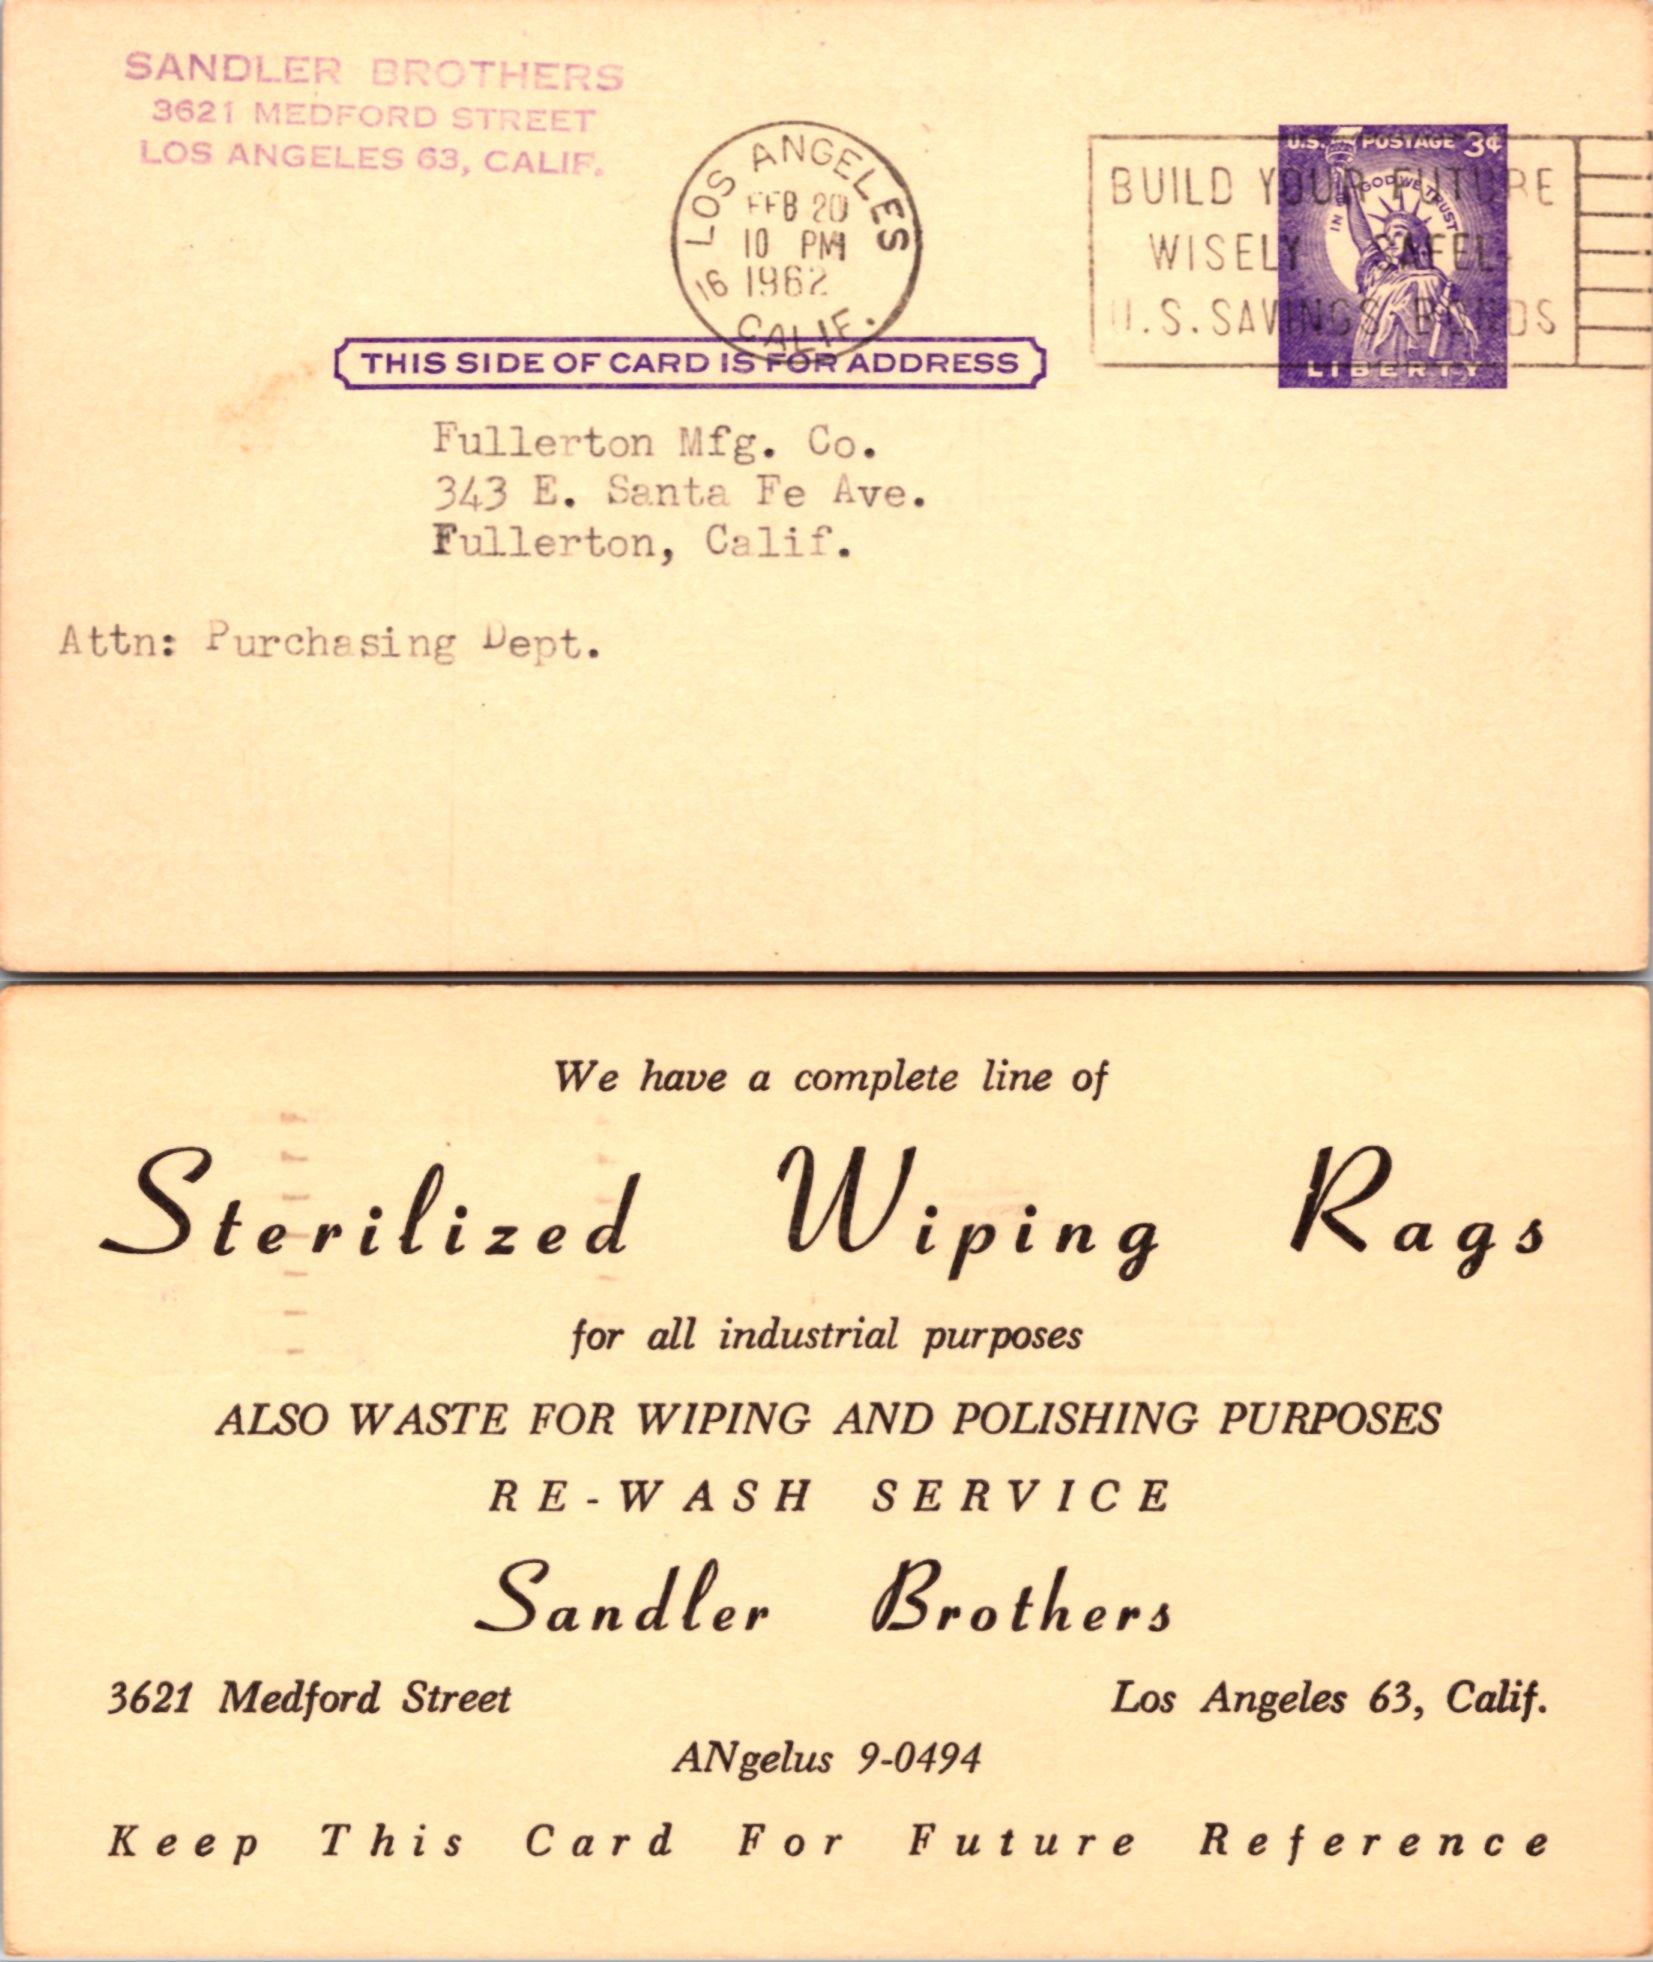 SANDLER BROTHERS
3621 MEDFORD STREET
LOS ANGELES 63, CALIF.
LOS ANGELES
FEB 20
10 PM
16 1962
CALIF.
U.S. POSTAGE 3¢
IN GOD WE TRUST
LIBERTY
BUILD YOUR FUTURE
WISELY SAFEL
U.S. SAVINGS BONDS
THIS SIDE OF CARD IS FOR ADDRESS
Fullerton Mfg. Co.
343 E. Santa Fe Ave.
Fullerton, Calif.
Attn: Purchasing Dept.
We have a complete line of
Sterilized Wiping Rags
for all industrial purposes
ALSO WASTE FOR WIPING AND POLISHING PURPOSES
RE-WASH SERVICE
Sandler Brothers
3621 Medford Street Los Angeles 63, Calif.
ANgelus 9-0494
Keep This Card For Future Reference